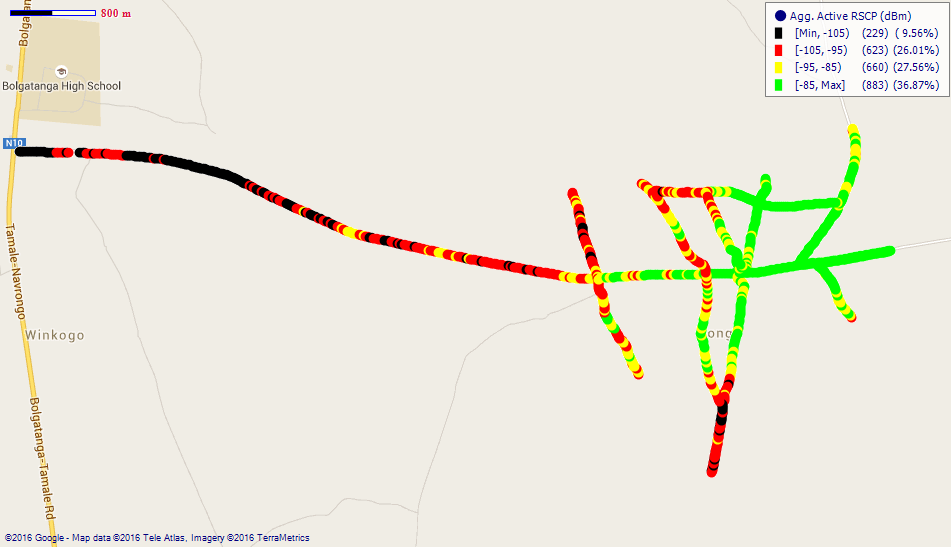 800 m
Agg. Active RSCP (dBm)
[Min, -105) (229) ( 9.56%)
[-105, -95) (623) (26.01%)
[-95, -85) (660) (27.56%)
[-85, Max] (883) (36.87%)
Bolgatanga High School
N10
Tamale-Navrongo
Winkogo
Bolgatanga-Tamale Rd
©2016 Google - Map data ©2016 Tele Atlas, Imagery ©2016 TerraMetrics